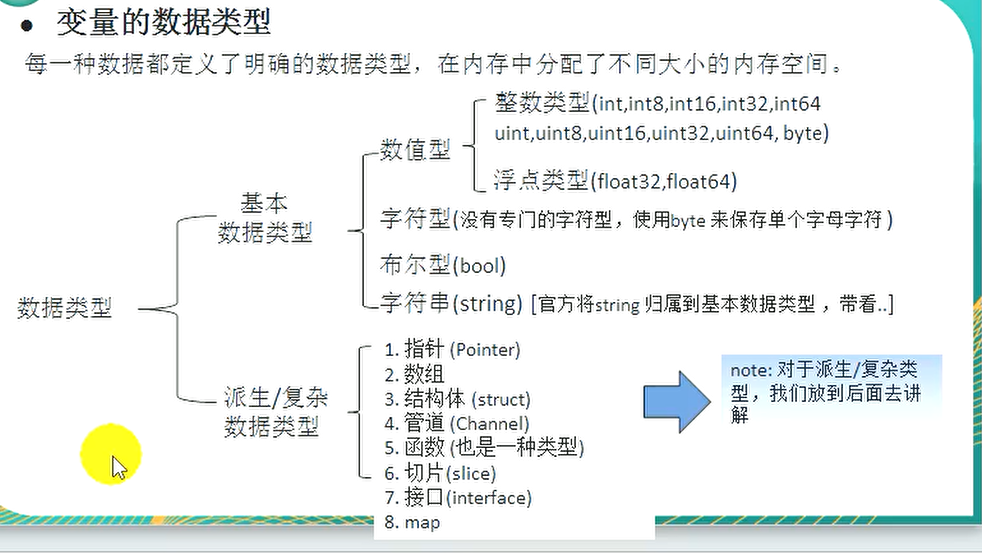 ● 变量的数据类型
每一种数据都定义了明确的数据类型，在内存中分配了不同大小的内存空间。
数据类型
基本
数据类型
数值型
整数类型(int,int8,int16,int32,int64
uint,uint8,uint16,uint32,uint64, byte)
浮点类型(float32,float64)
字符型(没有专门的字符型，使用byte 来保存单个字母字符 )
布尔型(bool)
字符串(string) [官方将string 归属到基本数据类型 ，带看..]
派生/复杂
数据类型
1. 指针 (Pointer)
2. 数组
3. 结构体 (struct)
4. 管道 (Channel)
5. 函数 (也是一种类型)
6. 切片(slice)
7. 接口(interface)
8. map
note: 对于派生/复杂类
型，我们放到后面去讲
解